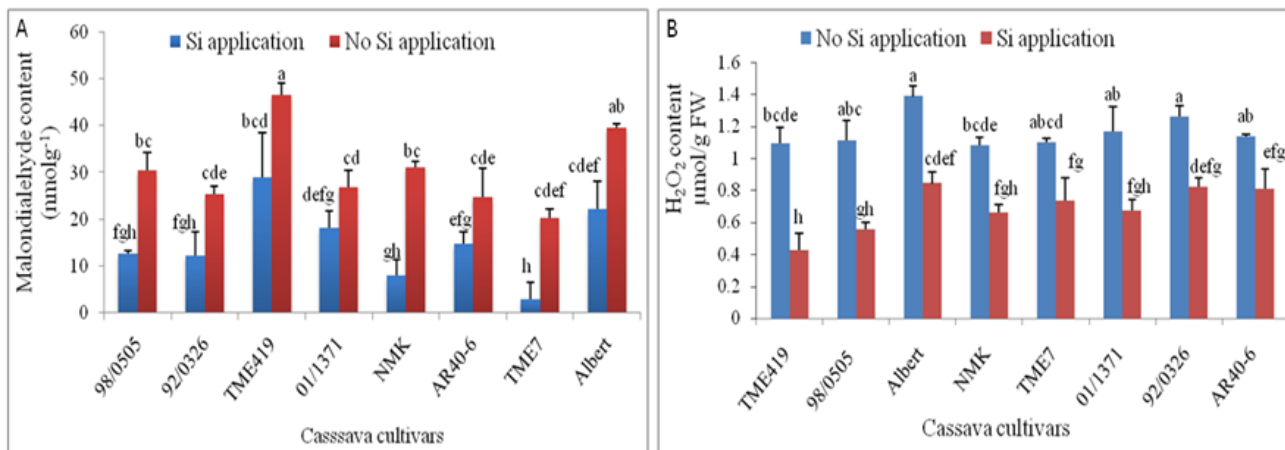 A
Si application
No Si application
Malondialehyde content
(nmolg⁻¹)
60
50
40
30
20
10
0
fgh
bc
fgh
cde
bcd
a
defg
cd
gh
bc
efg
cde
h
cdef
cdef
ab
98/0505
92/0326
TME419
01/1371
NMK
AR40-6
TME7
Albert
Casssava cultivars
B
No Si application
Si application
H₂O₂ content
µmol/g FW
1.6
1.4
1.2
1
0.8
0.6
0.4
0.2
0
bcde
h
abc
gh
a
cdef
bcde
fgh
abcd
fg
ab
fgh
a
defg
ab
efg
TME419
98/0505
Albert
NMK
TME7
01/1371
92/0326
AR40-6
Cassava cultivars